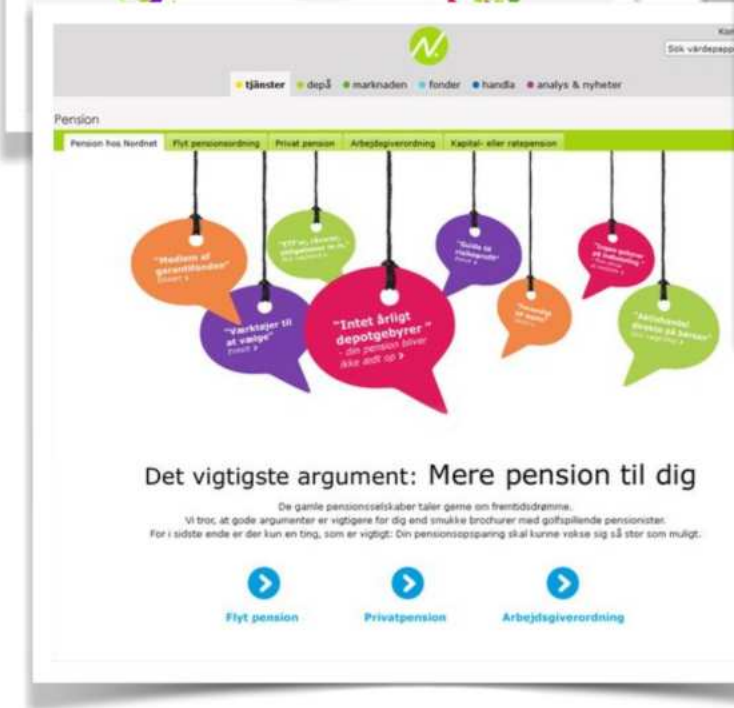 N.
Sök värdepapp
tjänster depå marknaden fonder handla analys & nyheter
Pension
Pension hos Nordnet Flyt pensionsordning Privat pension Arbejdsgiverordning Kapital- eller ratepension
"Medlem af
garantifonden"
"Værktøjer til
at vælge"
"Intet årligt
depotgebyrer"
- din pension bliver
ikke ædt op >
"Guide til
risikoprofil"
"Aktiehandel
direkte på børsen"
Det vigtigste argument: Mere pension til dig
De gamle pensionsselskaber taler gerne om fremtidsdrømme.
Vi tror, at gode argumenter er vigtigere for dig end smukke brochurer med golfspillende pensionister.
For i sidste ende er der kun en ting, som er vigtigt: Din pensionsopsparing skal kunne vokse sig så stor som muligt.
Flyt pension Privatpension Arbejdsgiverordning